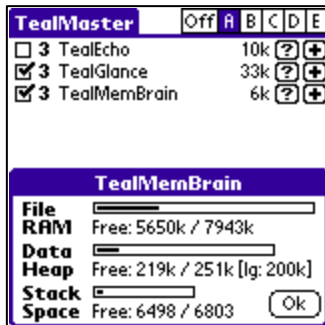 TealMaster Off A B C D E
3 TealEcho 10k ? +
3 TealGlance 33k ? +
3 TealMemBrain 6k ? +
TealMemBrain
File
RAM Free: 5650k / 7943k
Data
Heap Free: 219k / 251k [lg: 200k]
Stack
Space Free: 6498 / 6803 Ok